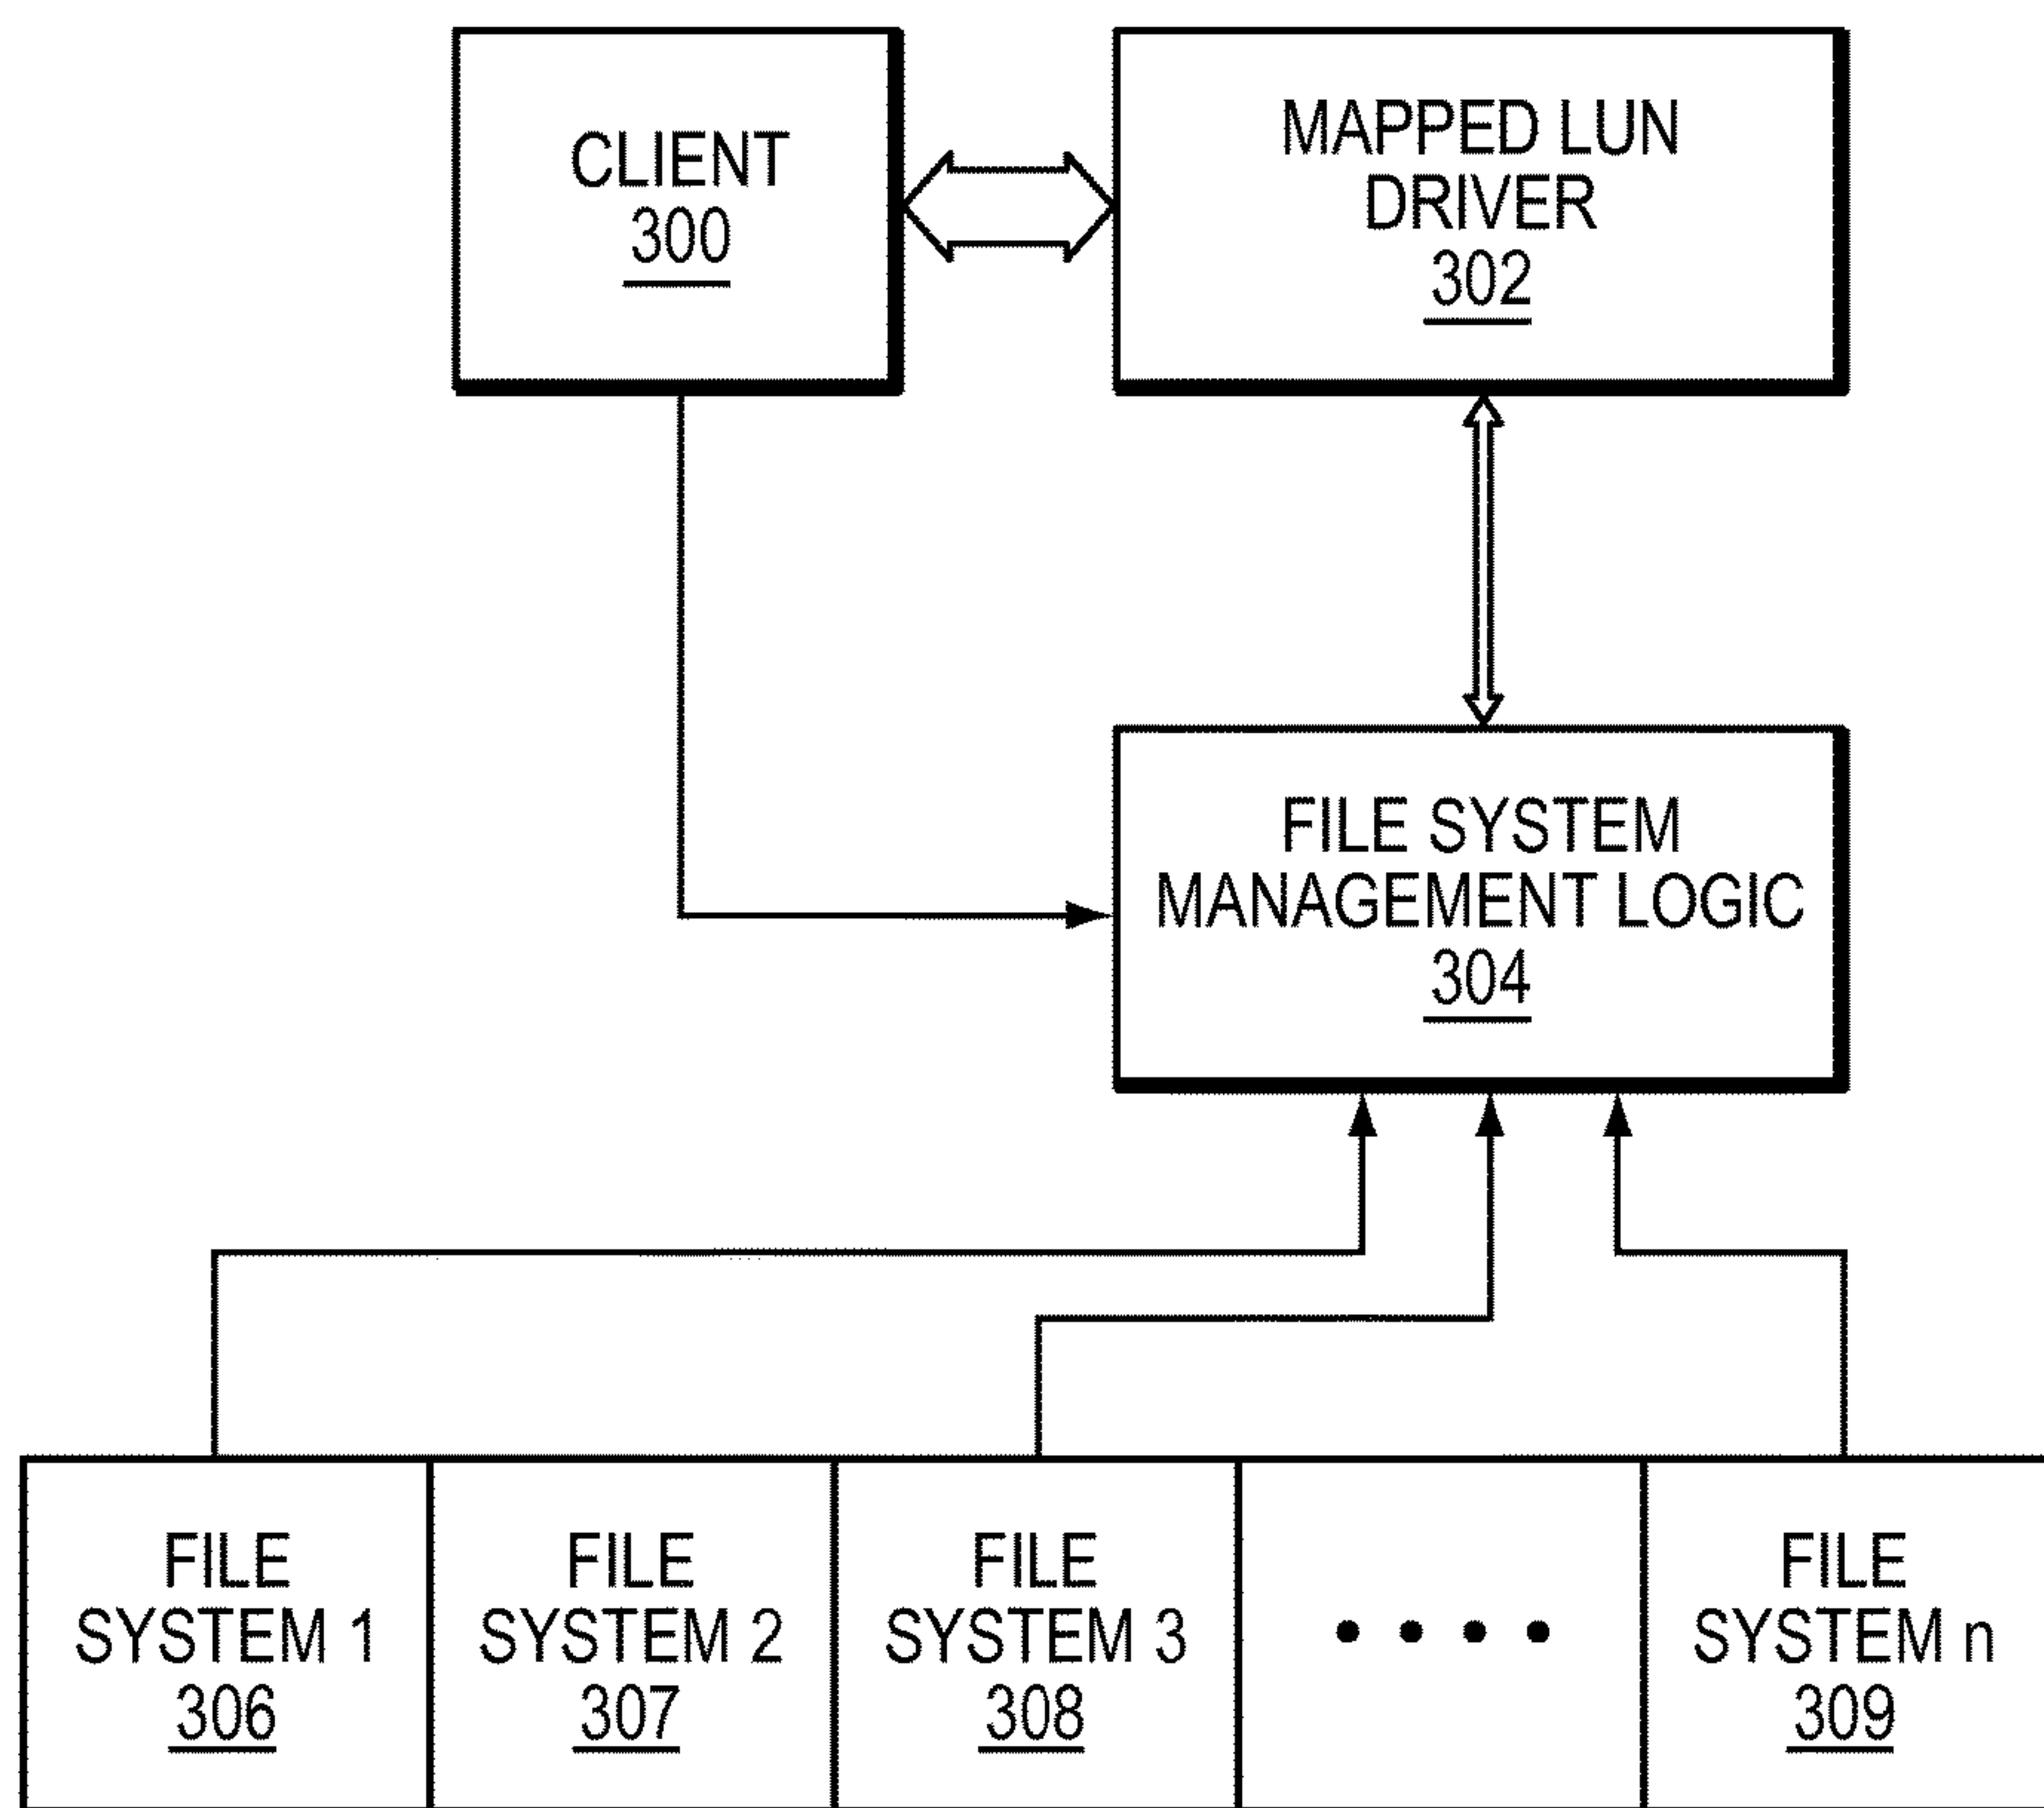 CLIENT
300
MAPPED LUN
DRIVER
302
FILE SYSTEM
MANAGEMENT LOGIC
304
FILE
SYSTEM 1
306
FILE
SYSTEM 2
307
FILE
SYSTEM 3
308
• • • •
FILE
SYSTEM n
309